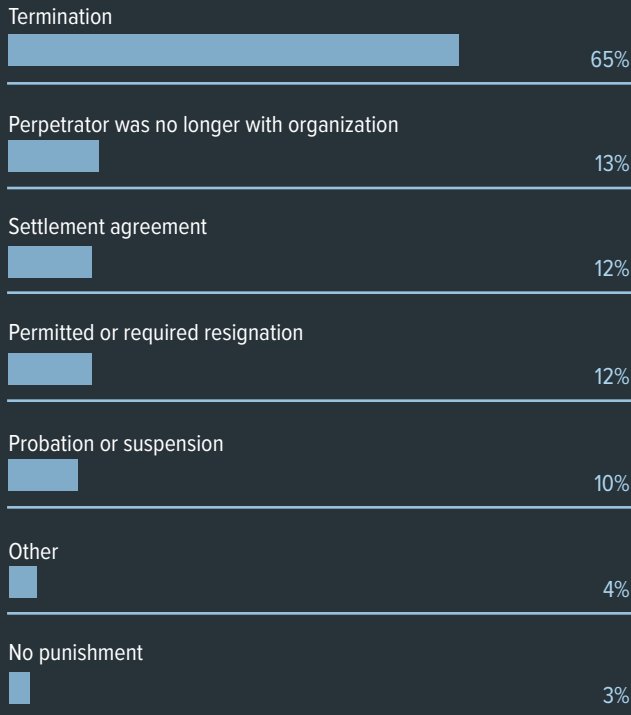 Termination
65%
Perpetrator was no longer with organization
13%
Settlement agreement
12%
Permitted or required resignation
12%
Probation or suspension
10%
Other
4%
No punishment
3%